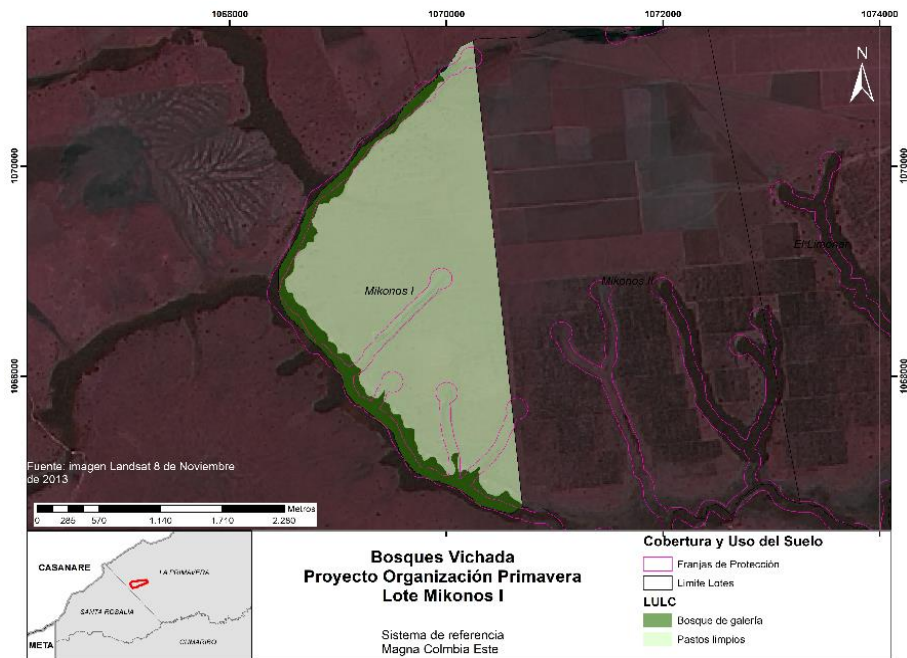 1068000 1070000 1072000 1074000
N
1070000 1070000
El Limonar
Mikonos I
Mikonos II
1068000 1068000
Fuente: imagen Landsat 8 de Noviembre
de 2013
Metros
0 285 570 1.140 1.710 2.280
CASANARE
LA PRIMAVERA
SANTA ROSALIA
META
CUMARIBO
Bosques Vichada
Proyecto Organización Primavera
Lote Mikonos I
Sistema de referencia
Magna Colmbia Este
Cobertura y Uso del Suelo
Franjas de Protección
Limite Lotes
LULC
Bosque de galería
Pastos limpios